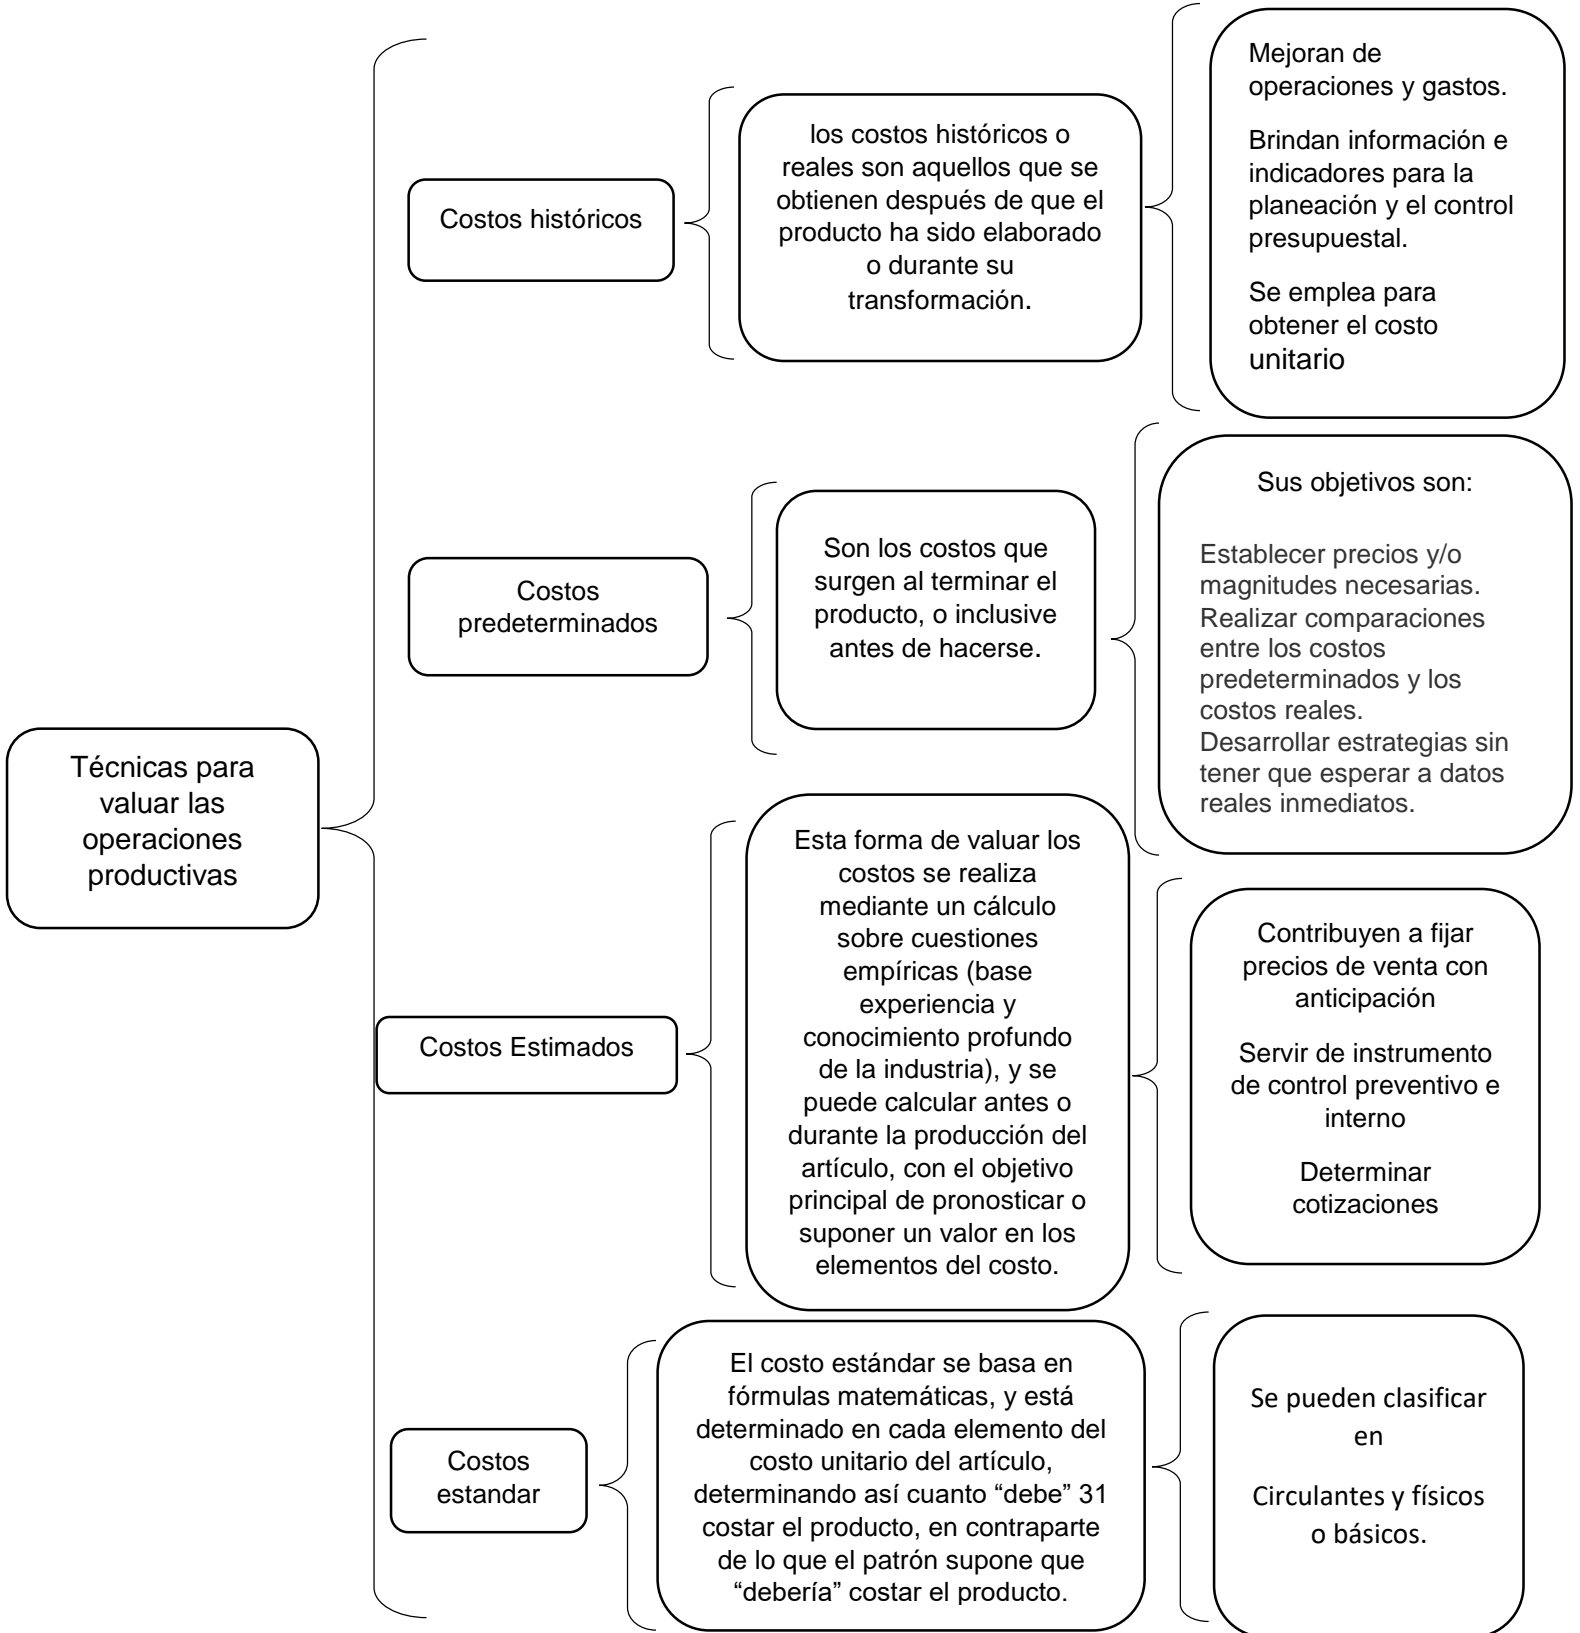 Técnicas para
valuar las
operaciones
productivas
Costos históricos
los costos históricos o
reales son aquellos que se
obtienen después de que el
producto ha sido elaborado
o durante su
transformación.
Mejoran de
operaciones y gastos.
Brindan información e
indicadores para la
planeación y el control
presupuestal.
Se emplea para
obtener el costo
unitario
Costos
predeterminados
Son los costos que
surgen al terminar el
producto, o inclusive
antes de hacerse.
Sus objetivos son:
Establecer precios y/o
magnitudes necesarias.
Realizar comparaciones
entre los costos
predeterminados y los
costos reales.
Desarrollar estrategias sin
tener que esperar a datos
reales inmediatos.
Costos Estimados
Esta forma de valuar los
costos se realiza
mediante un cálculo
sobre cuestiones
empíricas (base
experiencia y
conocimiento profundo
de la industria), y se
puede calcular antes o
durante la producción del
artículo, con el objetivo
principal de pronosticar o
suponer un valor en los
elementos del costo.
Contribuyen a fijar
precios de venta con
anticipación
Servir de instrumento
de control preventivo e
interno
Determinar
cotizaciones
Costos
estandar
El costo estándar se basa en
fórmulas matemáticas, y está
determinado en cada elemento del
costo unitario del artículo,
determinando así cuanto “debe” 31
costar el producto, en contraparte
de lo que el patrón supone que
“debería” costar el producto.
Se pueden clasificar
en
Circulantes y físicos
o básicos.